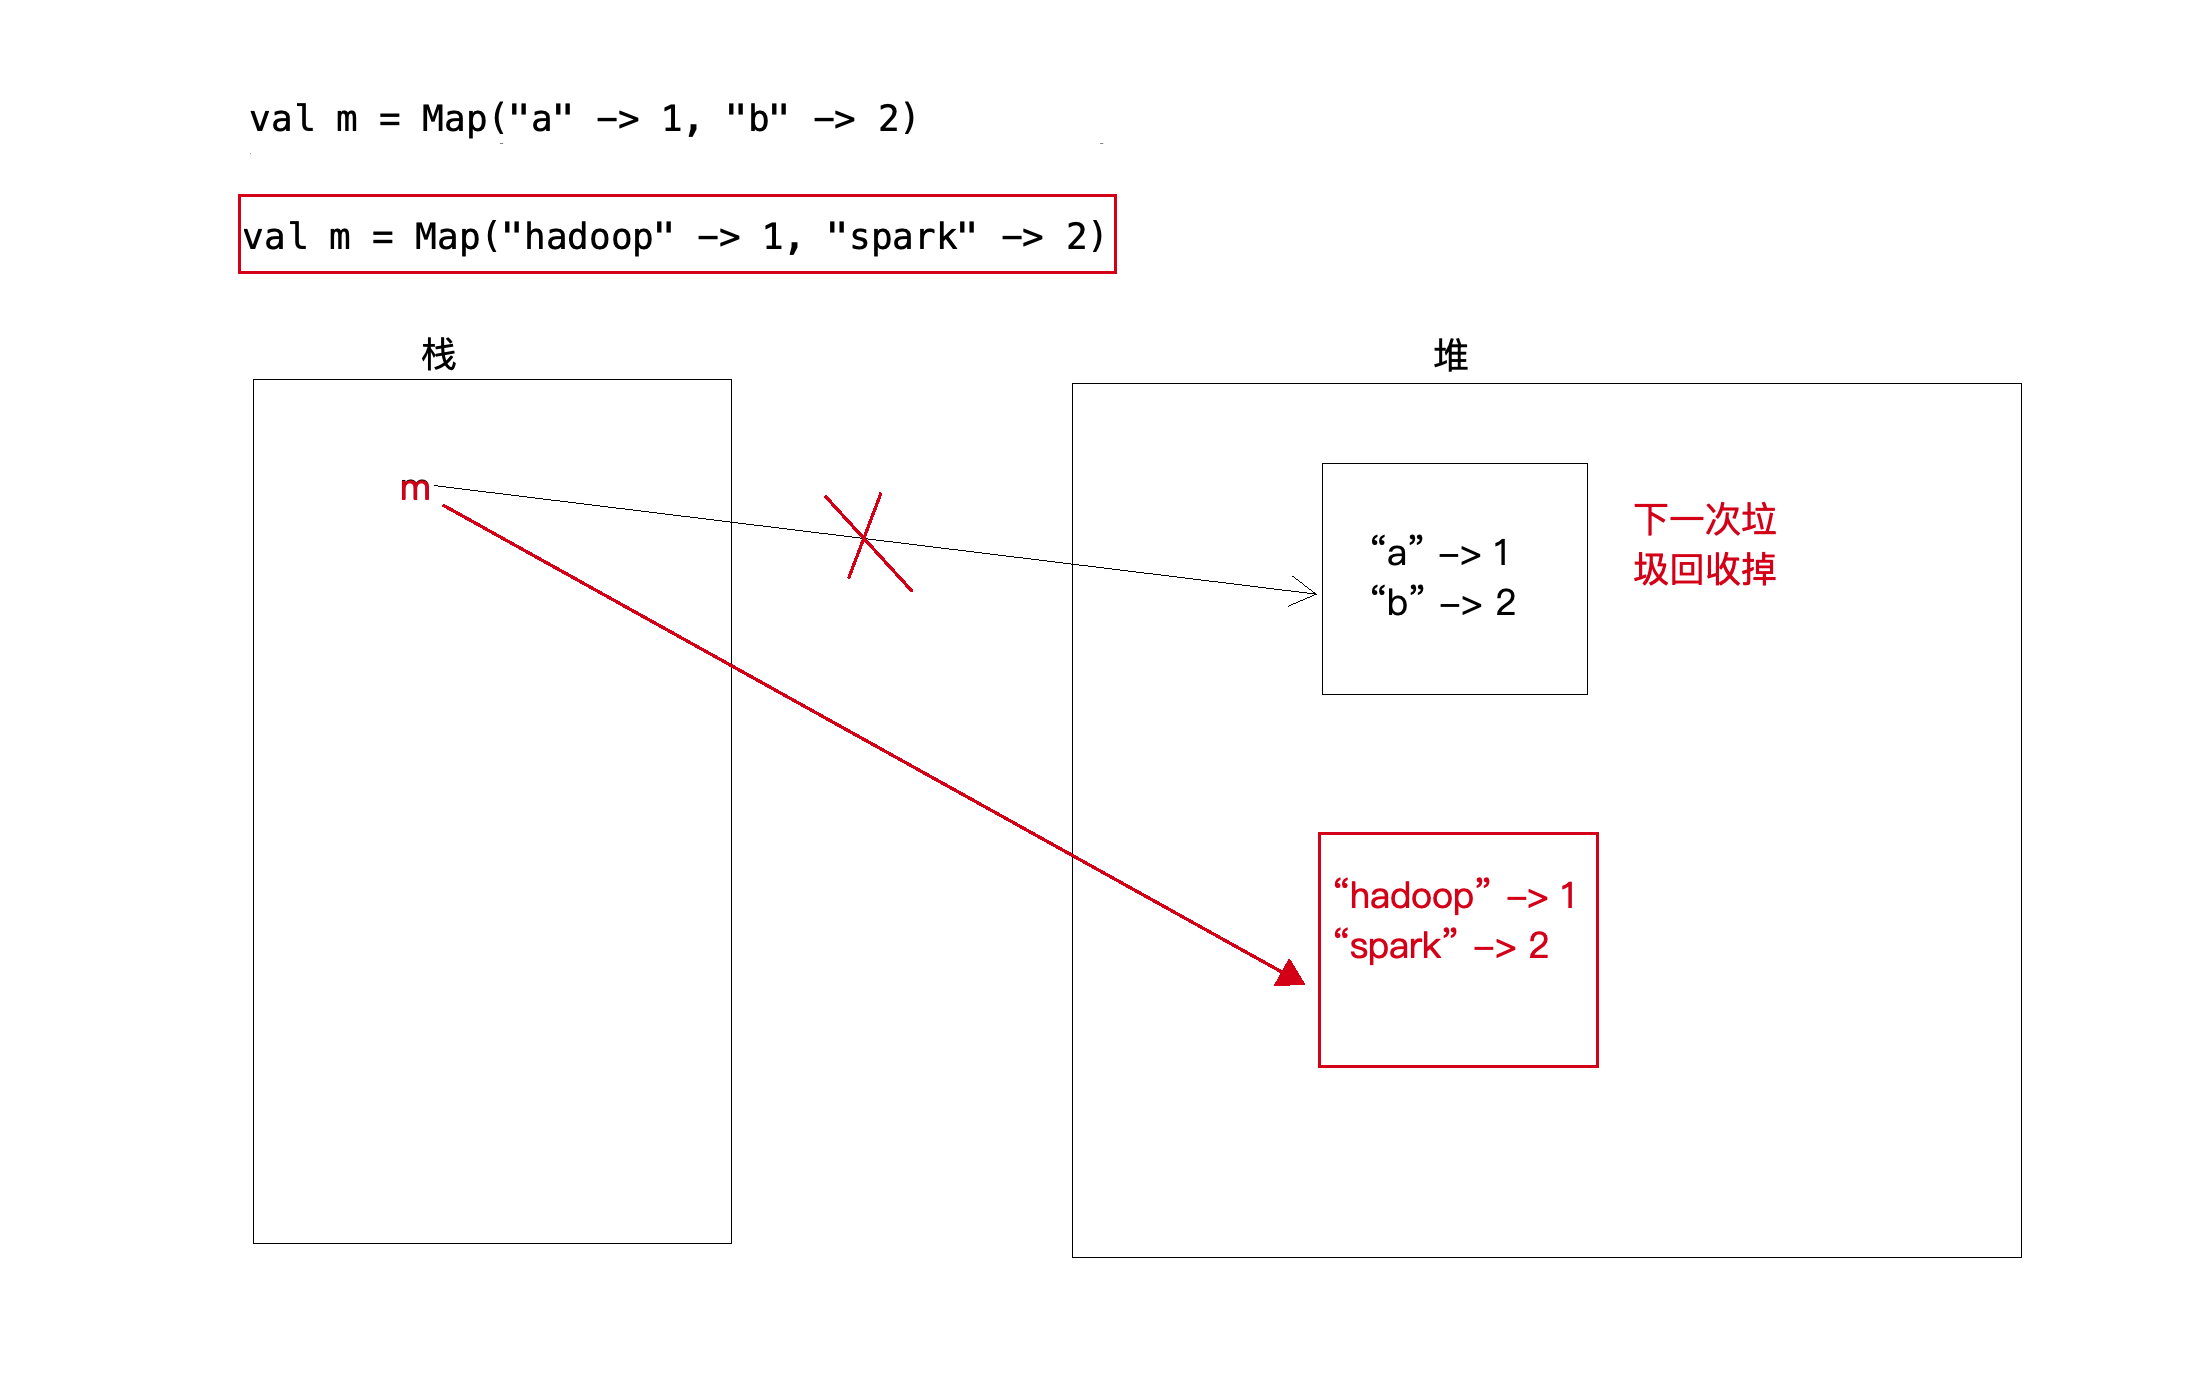 val m = Map("a" -> 1, "b" -> 2)
val m = Map("hadoop" -> 1, "spark" -> 2)
栈
堆
m
“a” -> 1
“b” -> 2
下一次垃
圾回收掉
“hadoop” -> 1
“spark” -> 2